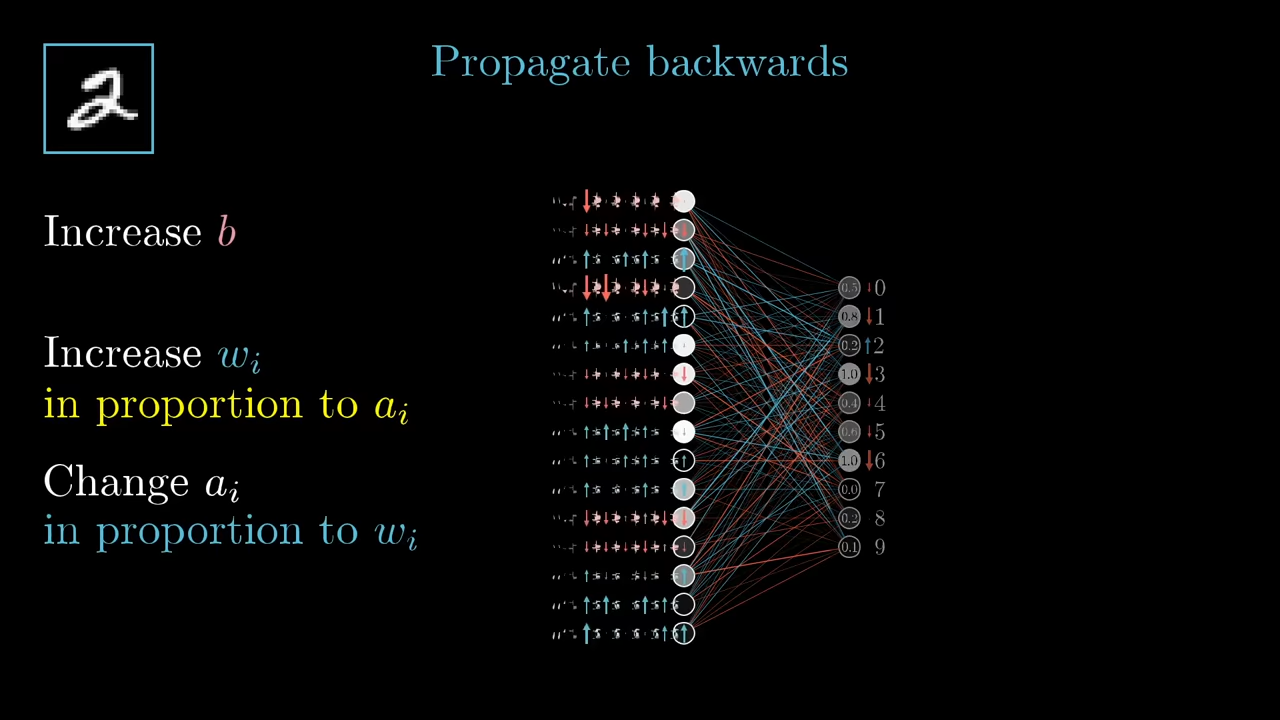 Propagate backwards
2
Increase b
Increase wᵢ
in proportion to aᵢ
Change aᵢ
in proportion to wᵢ
0.5 0
0.8 1
0.2 2
1.0 3
0.4 4
0.6 5
1.0 6
0.0 7
0.2 8
0.1 9